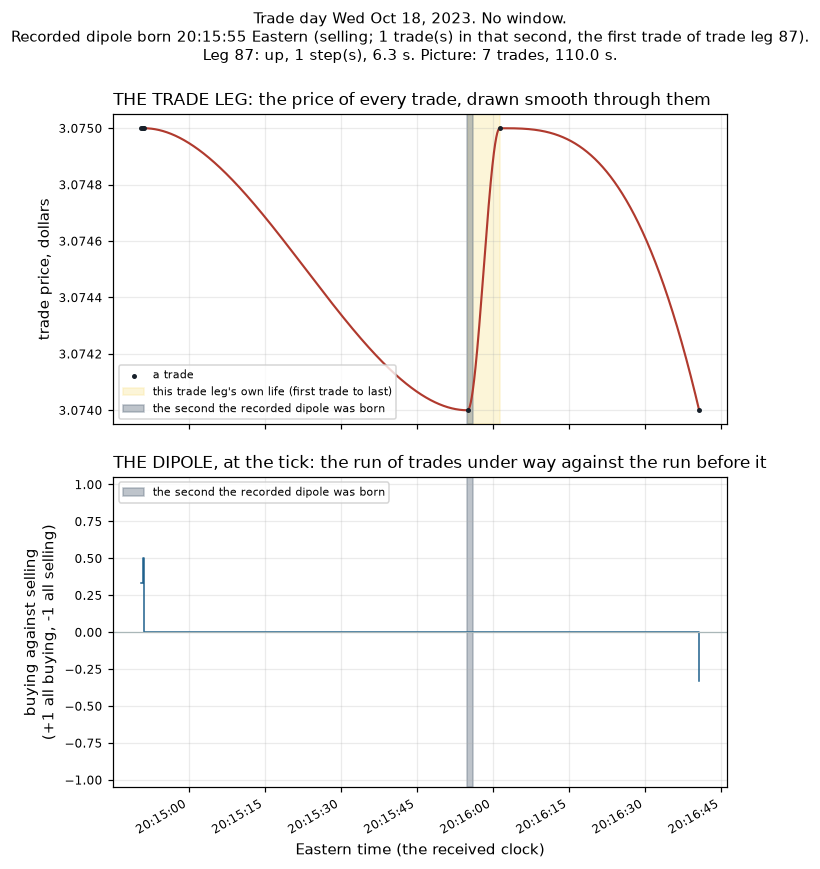 Trade day Wed Oct 18, 2023. No window.
Recorded dipole born 20:15:55 Eastern (selling; 1 trade(s) in that second, the first trade of trade leg 87).
Leg 87: up, 1 step(s), 6.3 s. Picture: 7 trades, 110.0 s.
THE TRADE LEG: the price of every trade, drawn smooth through them
trade price, dollars
3.0750
3.0748
3.0746
3.0744
3.0742
3.0740
a trade
this trade leg's own life (first trade to last)
the second the recorded dipole was born
THE DIPOLE, at the tick: the run of trades under way against the run before it
buying against selling
(+1 all buying, -1 all selling)
1.00
0.75
0.50
0.25
0.00
−0.25
−0.50
−0.75
−1.00
the second the recorded dipole was born
20:15:00
20:15:15
20:15:30
20:15:45
20:16:00
20:16:15
20:16:30
20:16:45
Eastern time (the received clock)